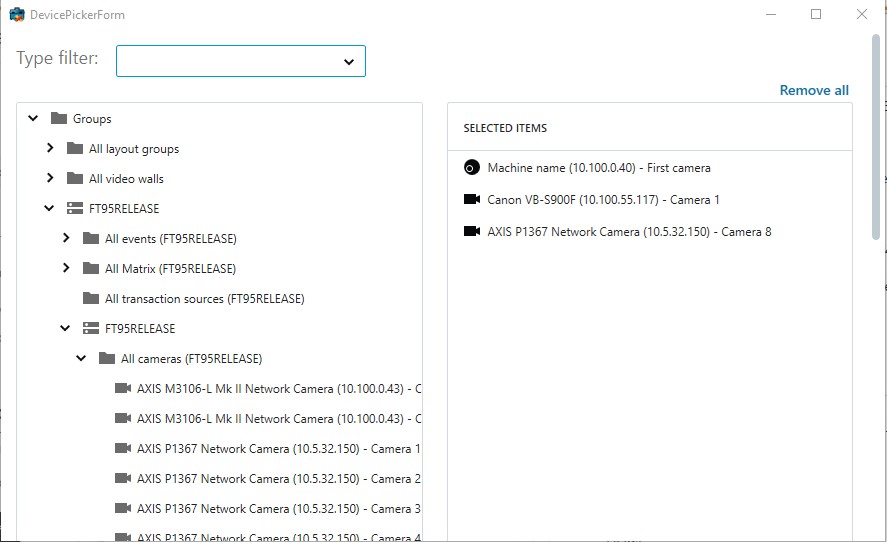 DevicePickerForm
Type filter:
Remove all
Groups
All layout groups
All video walls
FT95RELEASE
All events (FT95RELEASE)
All Matrix (FT95RELEASE)
All transaction sources (FT95RELEASE)
FT95RELEASE
All cameras (FT95RELEASE)
AXIS M3106-L Mk II Network Camera (10.100.0.43) - C
AXIS M3106-L Mk II Network Camera (10.100.0.43) - C
AXIS P1367 Network Camera (10.5.32.150) - Camera 1
AXIS P1367 Network Camera (10.5.32.150) - Camera 2
AXIS P1367 Network Camera (10.5.32.150) - Camera 3
AXIS P1367 Network Camera (10.5.32.150) - Camera 4
SELECTED ITEMS
Machine name (10.100.0.40) - First camera
Canon VB-S900F (10.100.55.117) - Camera 1
AXIS P1367 Network Camera (10.5.32.150) - Camera 8